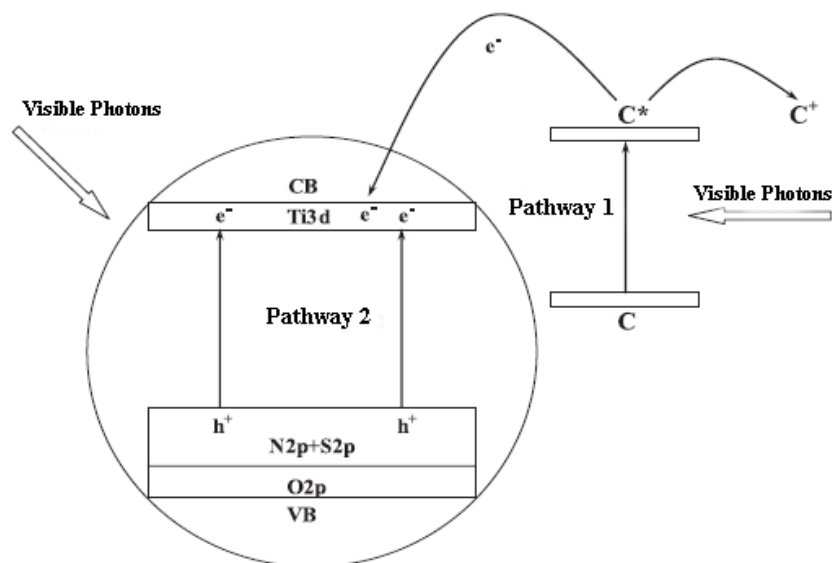 e⁻
Visible Photons
C*
C⁺
CB
e⁻ Ti3d e⁻ e⁻
Pathway 1
Visible Photons
Pathway 2
C
h⁺ h⁺
N2p+S2p
O2p
VB